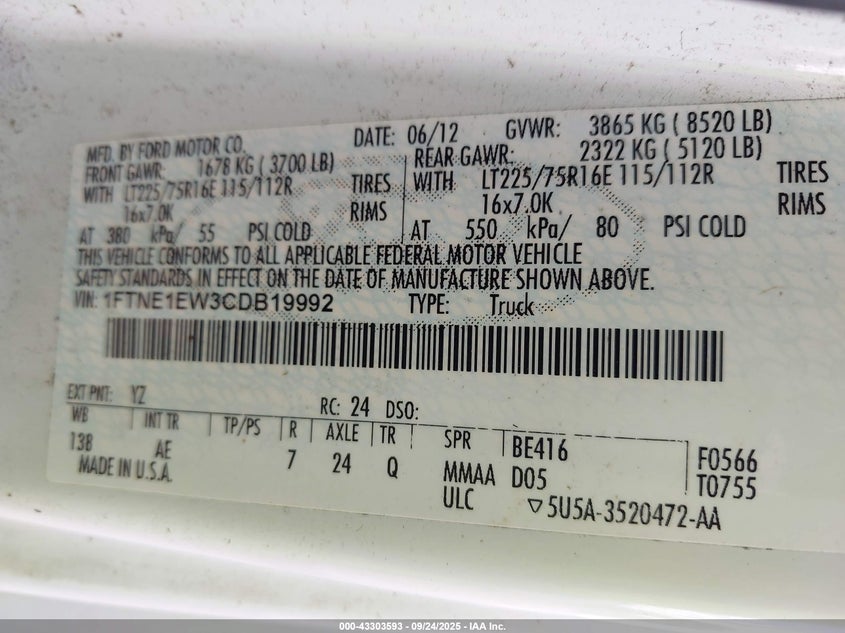 MFD. BY FORD MOTOR CO. DATE: 06/12 GVWR: 3865 KG ( 8520 LB)
FRONT GAWR: 1678 KG ( 3700 LB) REAR GAWR: 2322 KG ( 5120 LB)
WITH LT225/75R16E 115/112R TIRES WITH LT225/75R16E 115/112R TIRES
16x7.0K RIMS 16x7.0K RIMS
AT 380 kPa/ 55 PSI COLD AT 550 kPa/ 80 PSI COLD
THIS VEHICLE CONFORMS TO ALL APPLICABLE FEDERAL MOTOR VEHICLE
SAFETY STANDARDS IN EFFECT ON THE DATE OF MANUFACTURE SHOWN ABOVE.
VIN: 1FTNE1EW3CDB19992 TYPE: Truck
EXT PNT: YZ RC: 24 DSO:
WB INT TR TP/PS R AXLE TR SPR BE416 F0566
138 AE 7 24 Q MMAA D05 T0755
MADE IN U.S.A. ULC ▽5U5A-3520472-AA
000-43303593 - 09/24/2025 - IAA Inc.